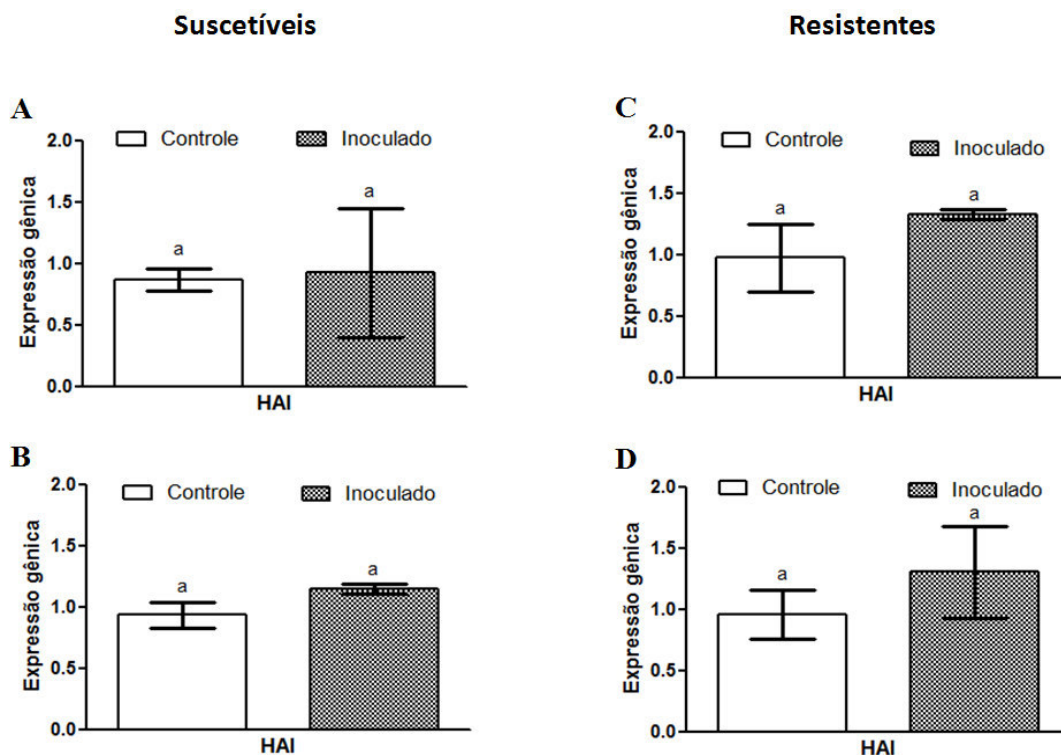 Suscetíveis
Resistentes
A
Controle
Inoculado
2.0
1.5
1.0
0.5
0.0
Expressão gênica
a
a
HAI
C
Controle
Inoculado
2.0
1.5
1.0
0.5
0.0
Expressão gênica
a
a
HAI
B
Controle
Inoculado
2.0
1.5
1.0
0.5
0.0
Expressão gênica
a
a
HAI
D
Controle
Inoculado
2.0
1.5
1.0
0.5
0.0
Expressão gênica
a
a
HAI